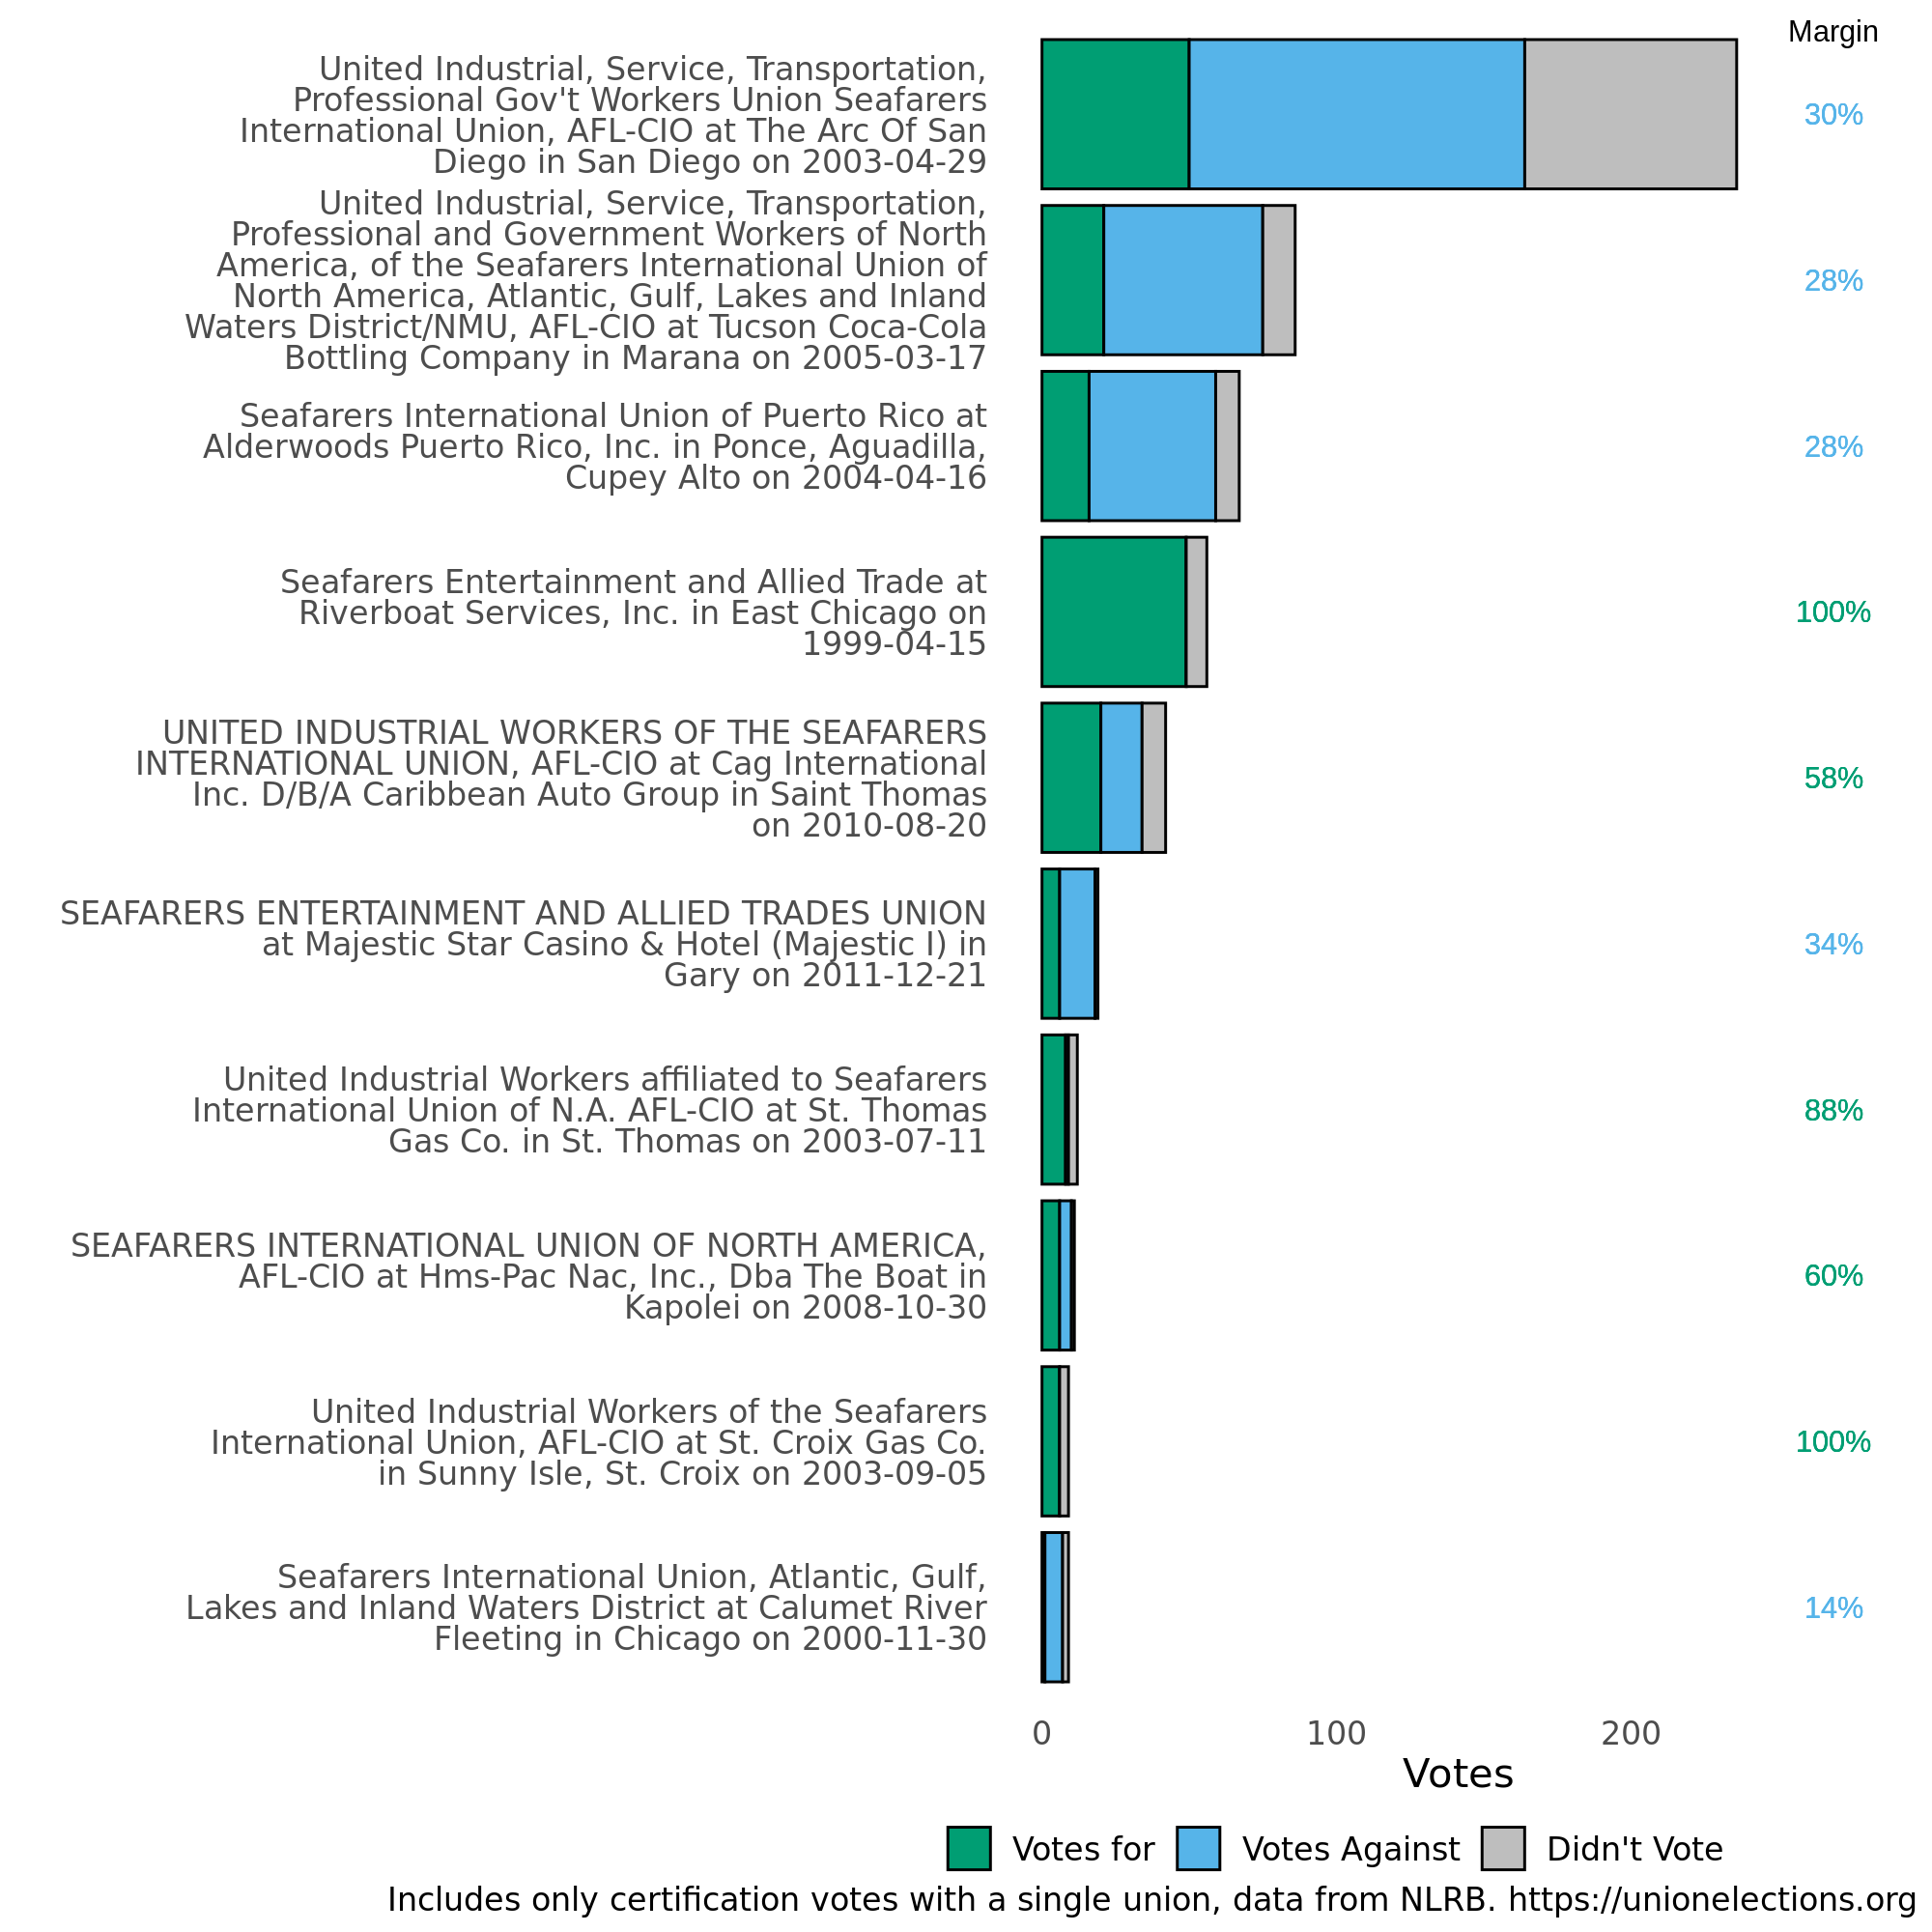 Margin
United Industrial, Service, Transportation,
Professional Gov't Workers Union Seafarers
International Union, AFL-CIO at The Arc Of San
Diego in San Diego on 2003-04-29
30%
United Industrial, Service, Transportation,
Professional and Government Workers of North
America, of the Seafarers International Union of
North America, Atlantic, Gulf, Lakes and Inland
Waters District/NMU, AFL-CIO at Tucson Coca-Cola
Bottling Company in Marana on 2005-03-17
28%
Seafarers International Union of Puerto Rico at
Alderwoods Puerto Rico, Inc. in Ponce, Aguadilla,
Cupey Alto on 2004-04-16
28%
Seafarers Entertainment and Allied Trade at
Riverboat Services, Inc. in East Chicago on
1999-04-15
100%
UNITED INDUSTRIAL WORKERS OF THE SEAFARERS
INTERNATIONAL UNION, AFL-CIO at Cag International
Inc. D/B/A Caribbean Auto Group in Saint Thomas
on 2010-08-20
58%
SEAFARERS ENTERTAINMENT AND ALLIED TRADES UNION
at Majestic Star Casino & Hotel (Majestic I) in
Gary on 2011-12-21
34%
United Industrial Workers affiliated to Seafarers
International Union of N.A. AFL-CIO at St. Thomas
Gas Co. in St. Thomas on 2003-07-11
88%
SEAFARERS INTERNATIONAL UNION OF NORTH AMERICA,
AFL-CIO at Hms-Pac Nac, Inc., Dba The Boat in
Kapolei on 2008-10-30
60%
United Industrial Workers of the Seafarers
International Union, AFL-CIO at St. Croix Gas Co.
in Sunny Isle, St. Croix on 2003-09-05
100%
Seafarers International Union, Atlantic, Gulf,
Lakes and Inland Waters District at Calumet River
Fleeting in Chicago on 2000-11-30
14%
0 100 200
Votes
Votes for Votes Against Didn't Vote
Includes only certification votes with a single union, data from NLRB. https://unionelections.org